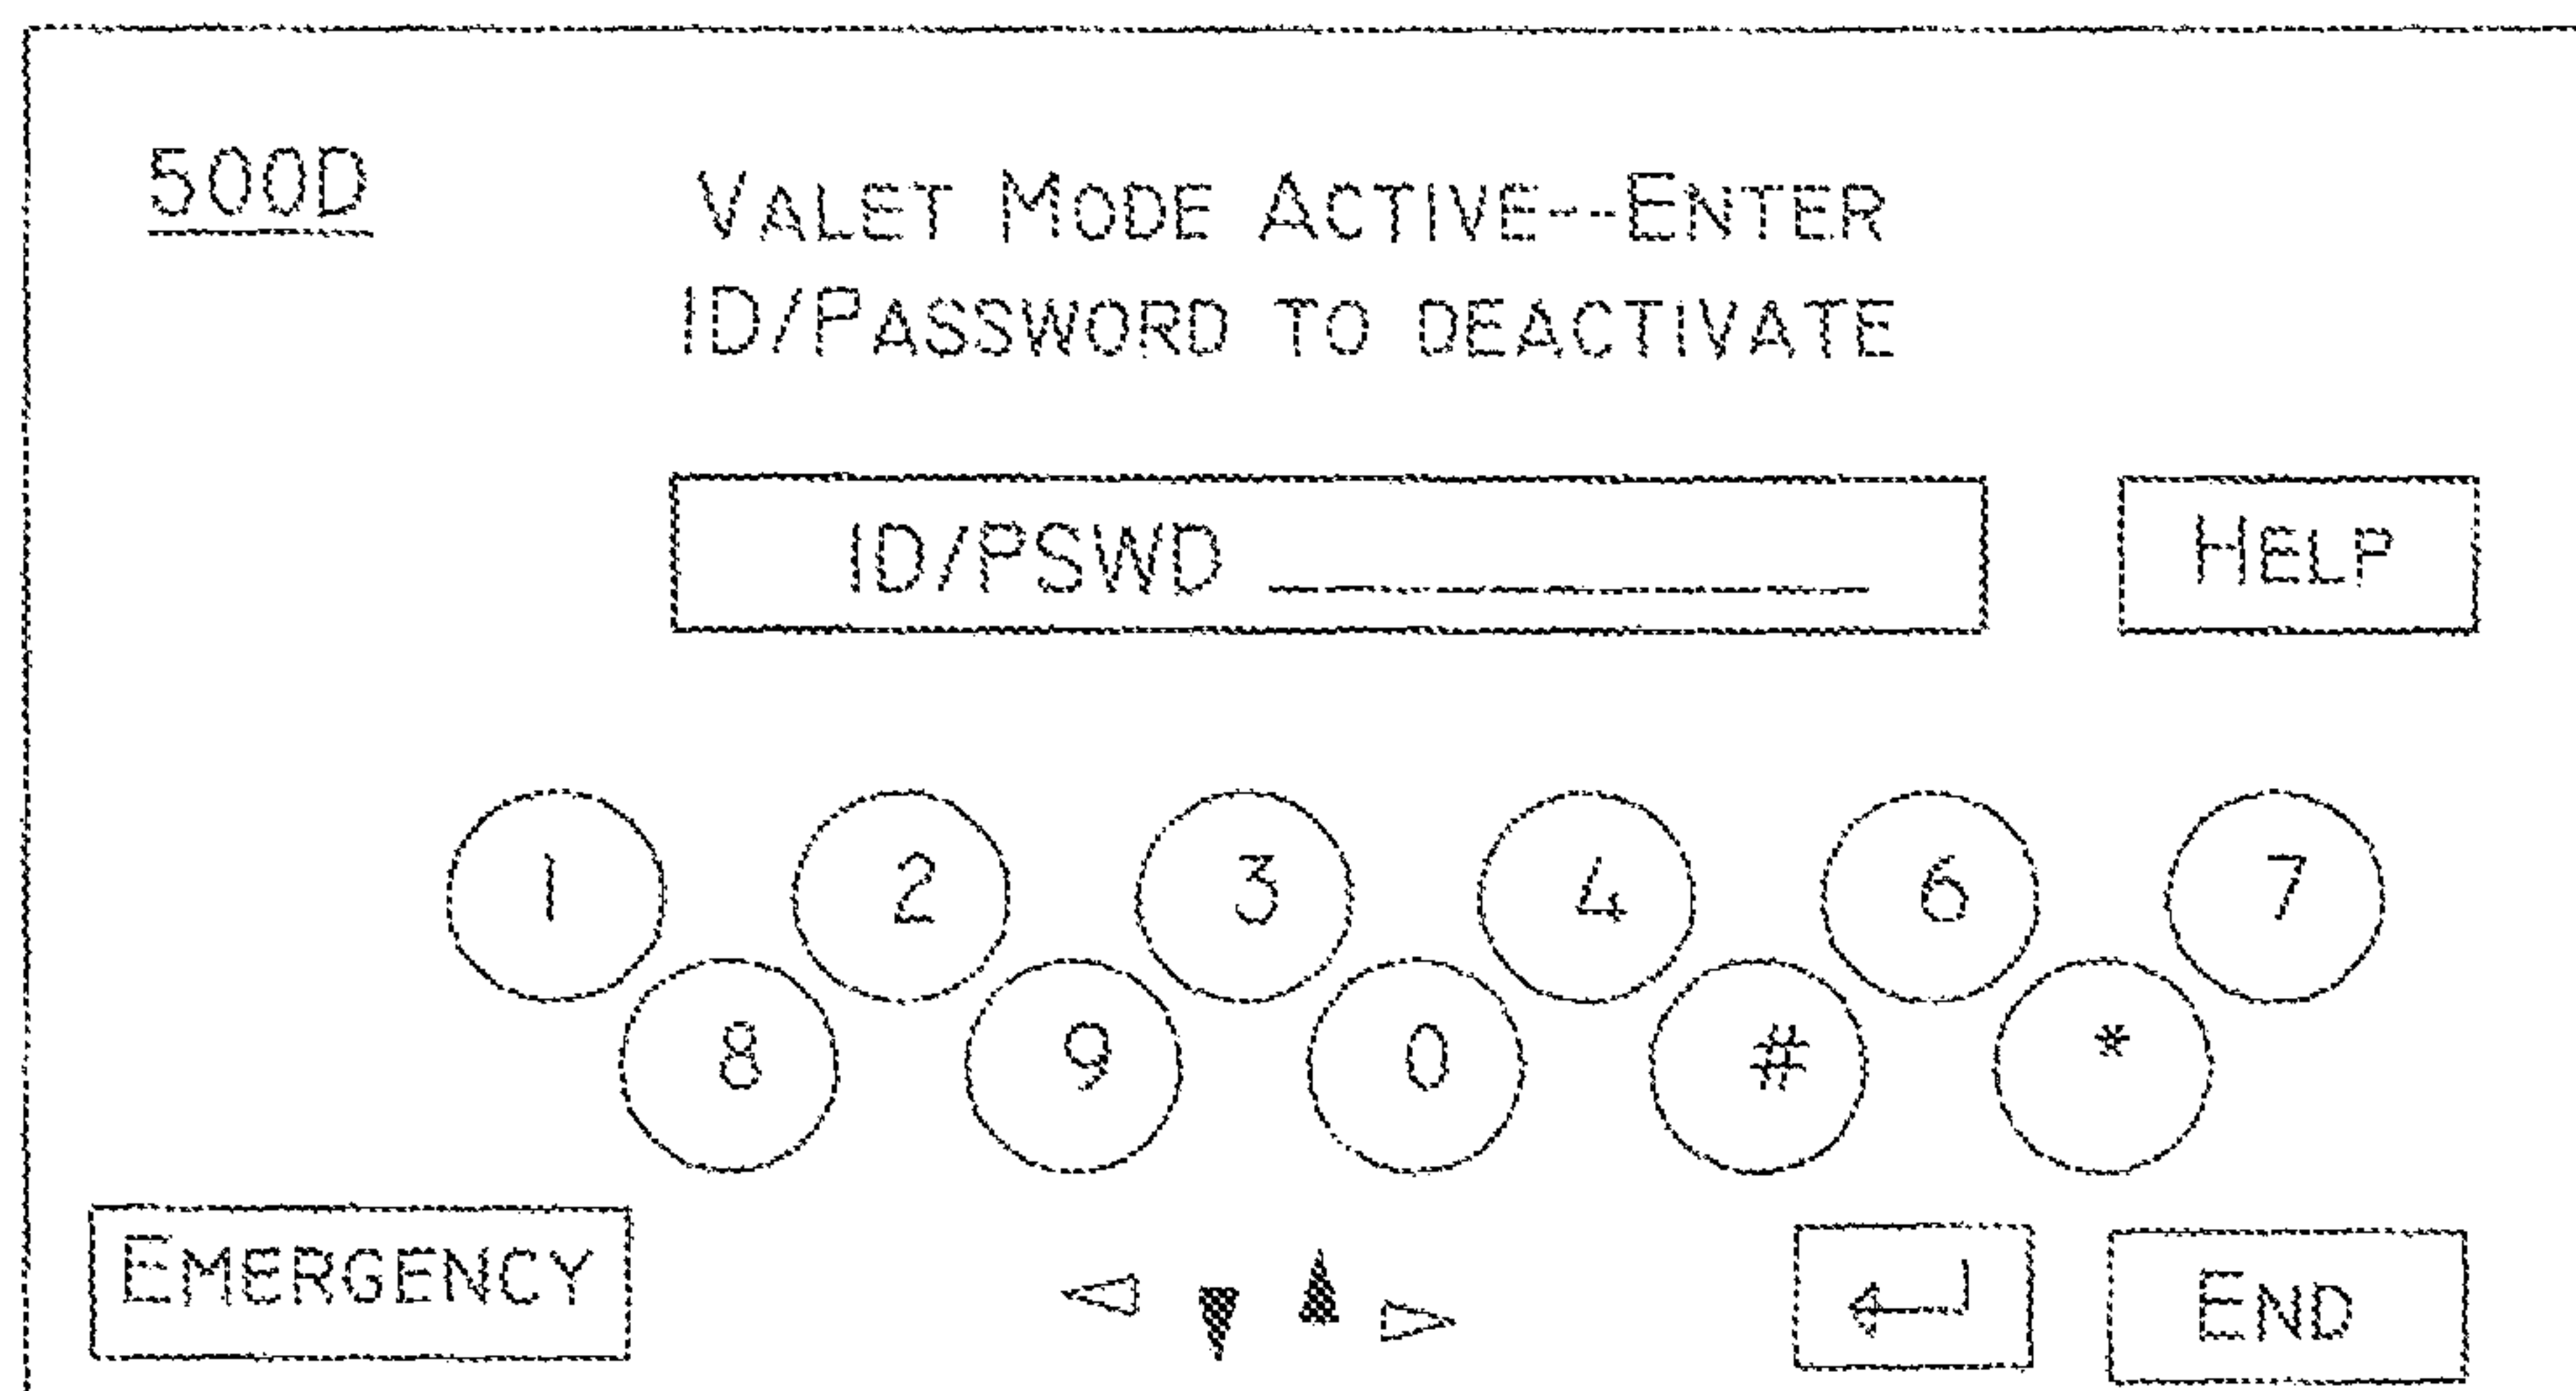 500D
VALET MODE ACTIVE--ENTER
ID/PASSWORD TO DEACTIVATE
ID/PSWD ____________
HELP
1 2 3 4 6 7
8 9 0 # *
EMERGENCY
END